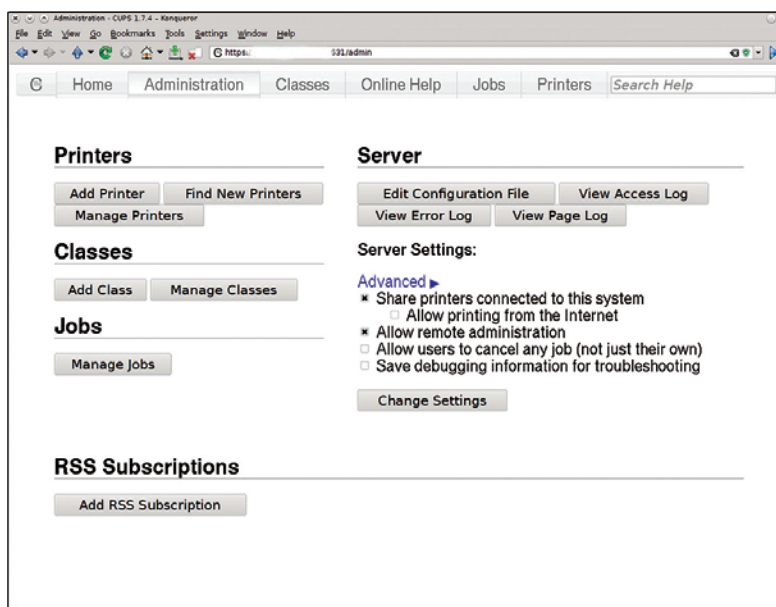 Administration - CUPS 1.7.4 - Konqueror
File Edit View Go Bookmarks Tools Settings Window Help
https: 631/admin
Home Administration Classes Online Help Jobs Printers Search Help
Printers
Add Printer Find New Printers
Manage Printers
Classes
Add Class Manage Classes
Jobs
Manage Jobs
Server
Edit Configuration File View Access Log
View Error Log View Page Log
Server Settings:
Advanced
Share printers connected to this system
Allow printing from the Internet
Allow remote administration
Allow users to cancel any job (not just their own)
Save debugging information for troubleshooting
Change Settings
RSS Subscriptions
Add RSS Subscription